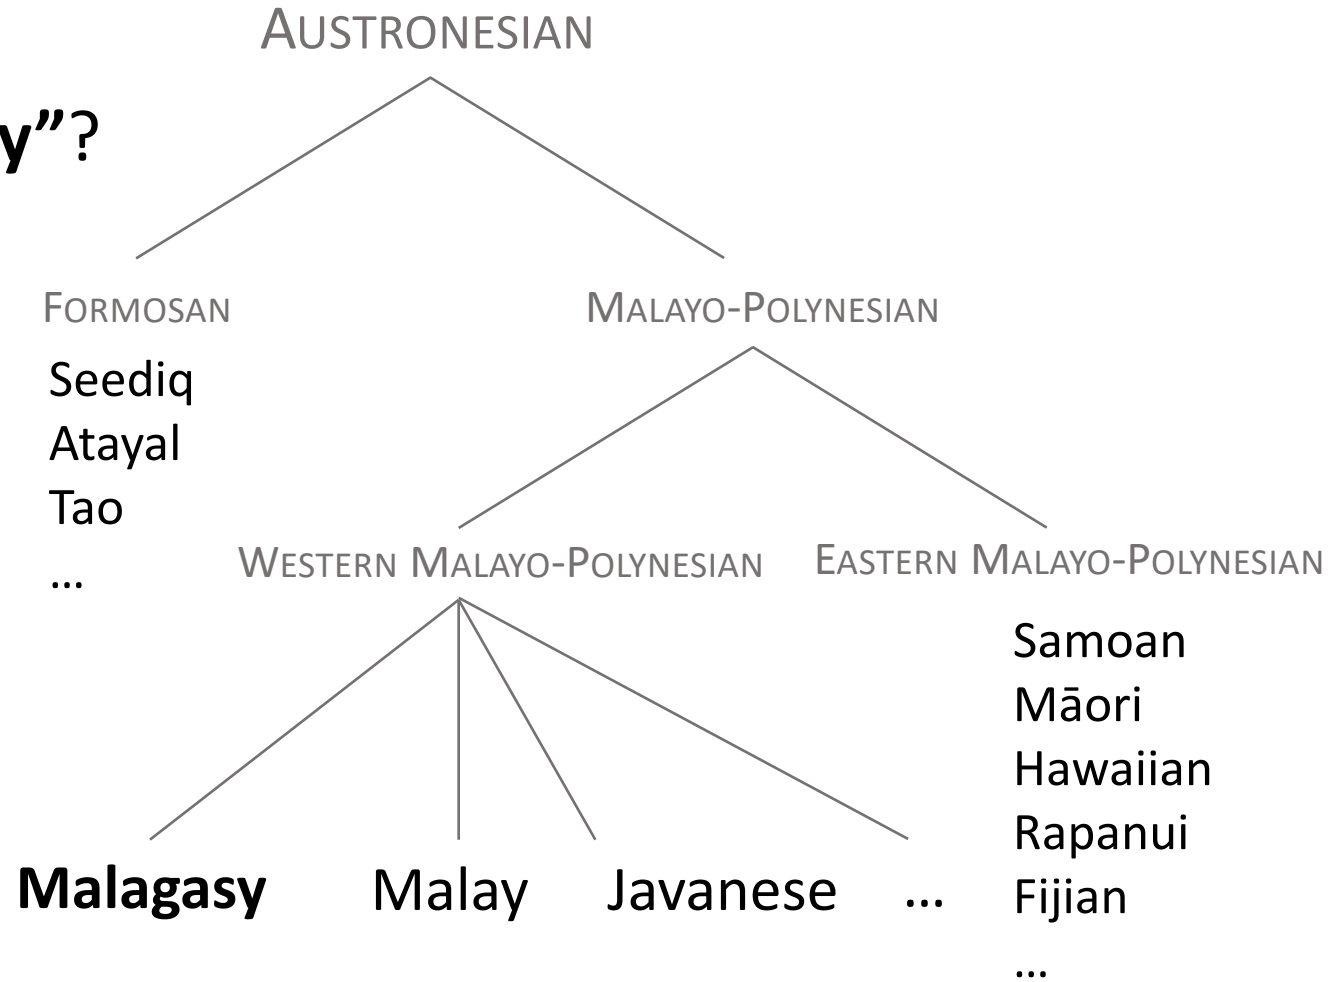 AUSTRONESIAN
y”?
FORMOSAN
MALAYO-POLYNESIAN
Seediq
Atayal
Tao
...
WESTERN MALAYO-POLYNESIAN
EASTERN MALAYO-POLYNESIAN
Samoan
Māori
Hawaiian
Rapanui
Fijian
...
Malagasy
Malay
Javanese
...